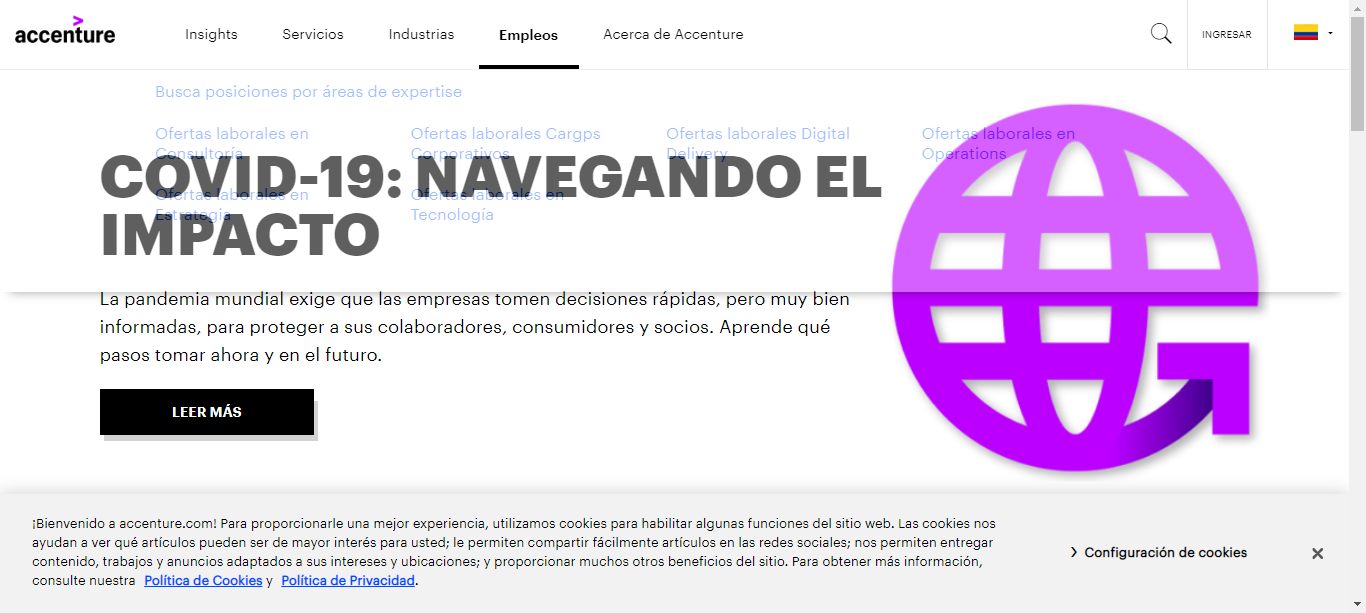 accenture
Insights
Servicios
Industrias
Empleos
Acerca de Accenture
INGRESAR
Busca posiciones por áreas de expertise
Ofertas laborales en
Consultoría
Ofertas laborales Cargps
Corporativos
Ofertas laborales Digital
Delivery
Ofertas laborales en
Operations
Ofertas laborales en
Estrategia
Ofertas laborales en
Tecnología
COVID-19: NAVEGANDO EL
IMPACTO
La pandemia mundial exige que las empresas tomen decisiones rápidas, pero muy bien
informadas, para proteger a sus colaboradores, consumidores y socios. Aprende qué
pasos tomar ahora y en el futuro.
LEER MÁS
¡Bienvenido a accenture.com! Para proporcionarle una mejor experiencia, utilizamos cookies para habilitar algunas funciones del sitio web. Las cookies nos
ayudan a ver qué artículos pueden ser de mayor interés para usted; le permiten compartir fácilmente artículos en las redes sociales; nos permiten entregar
contenido, trabajos y anuncios adaptados a sus intereses y ubicaciones; y proporcionar muchos otros beneficios del sitio. Para obtener más información,
consulte nuestra Política de Cookies y Política de Privacidad.
Configuración de cookies